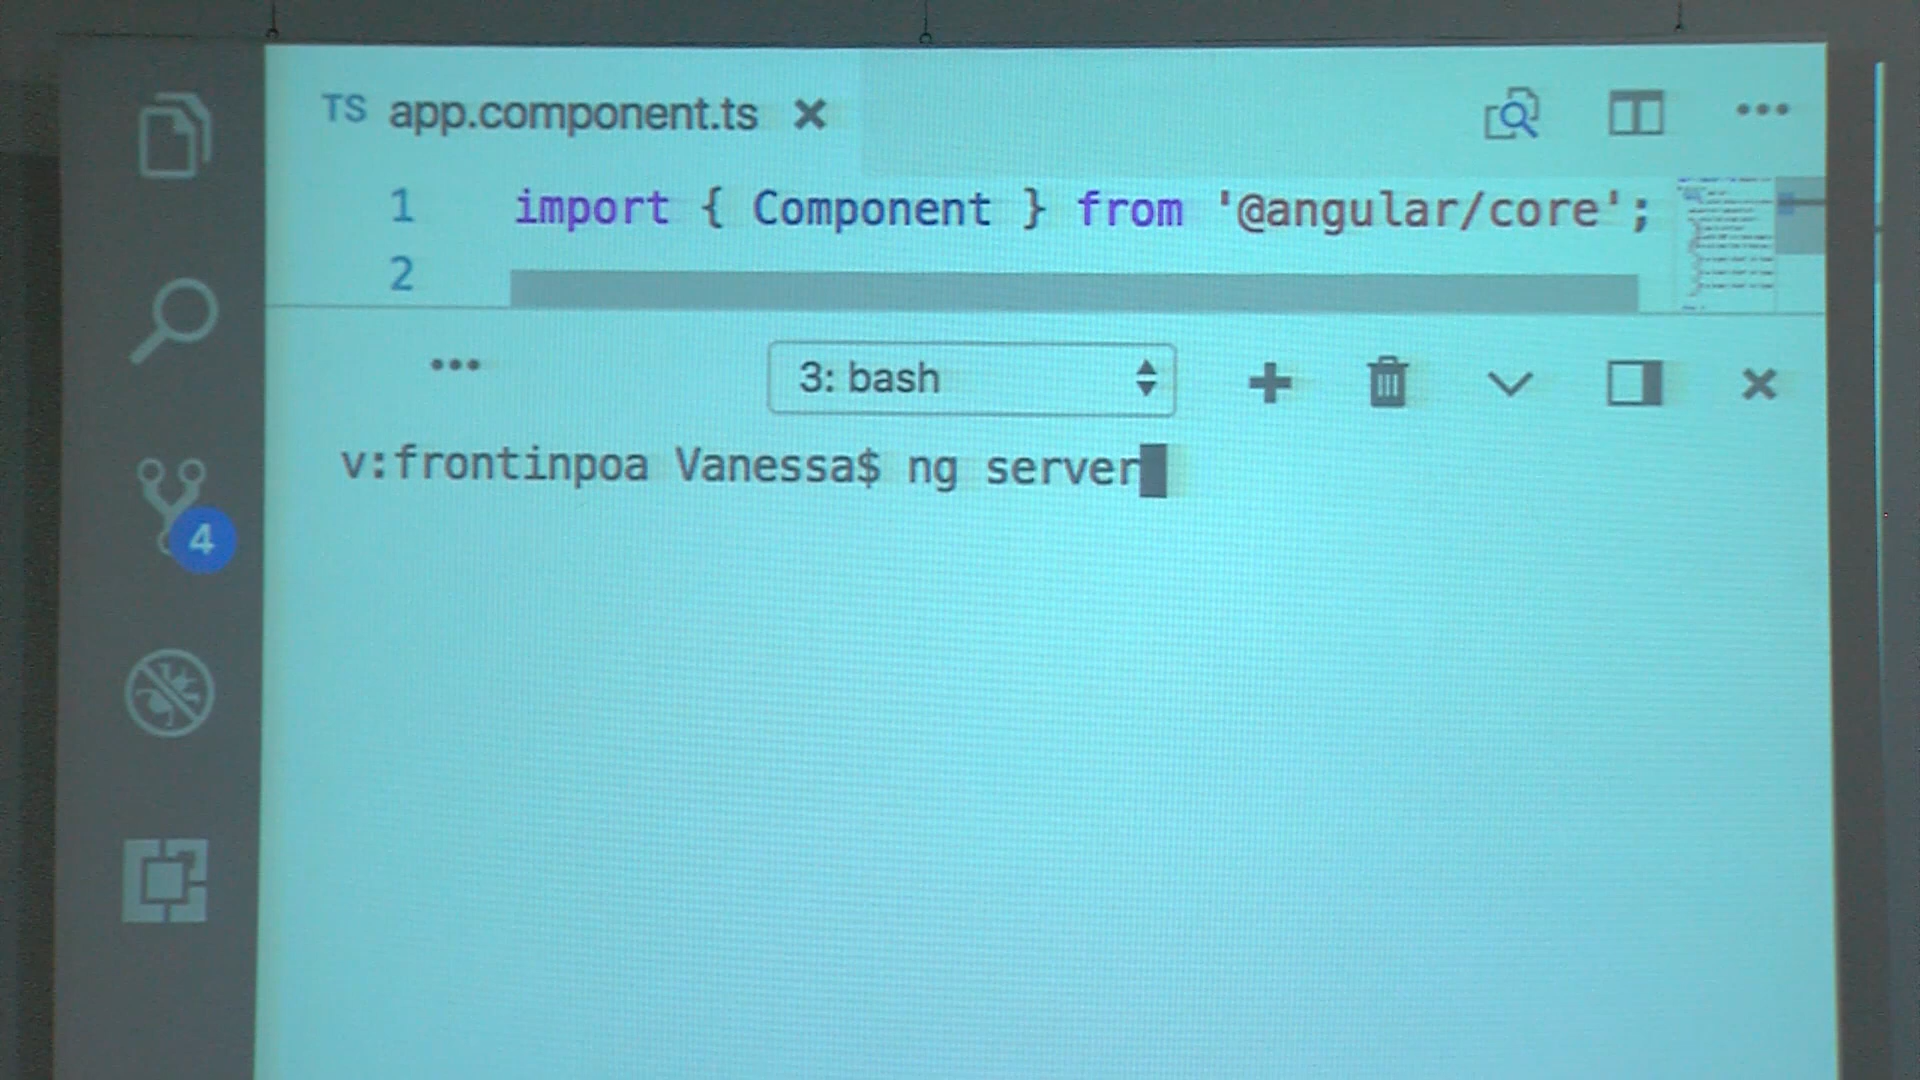 TS app.component.ts
1 import { Component } from '@angular/core';
2
3: bash
v:frontinpoa Vanessa$ ng server
4